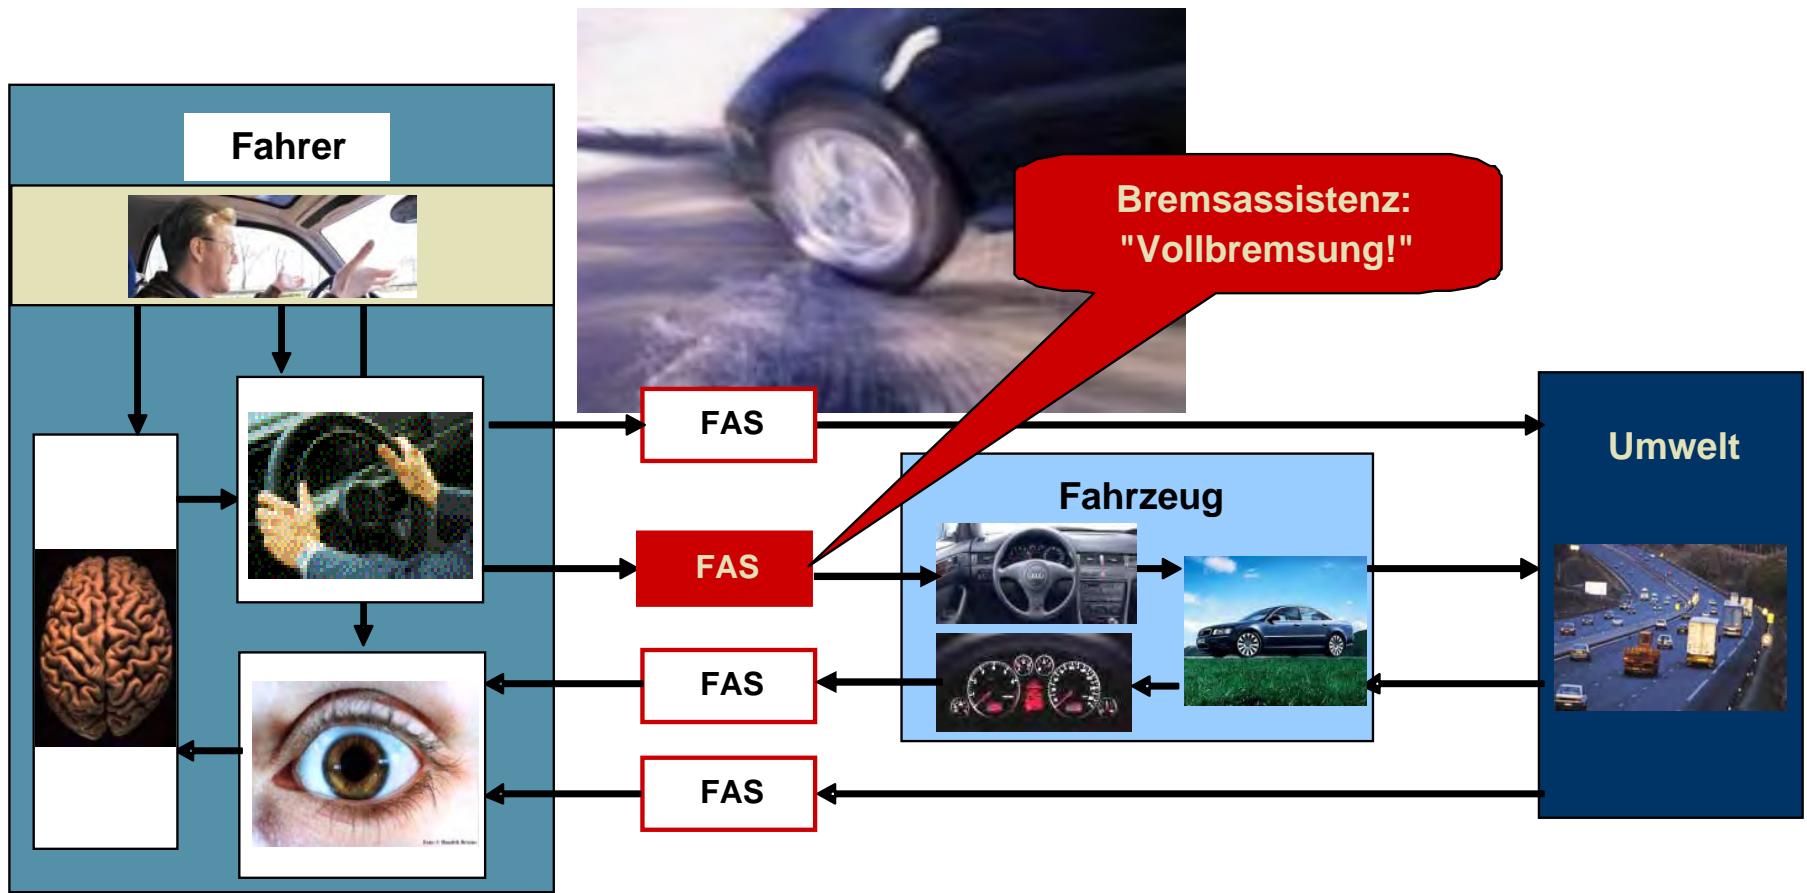 Fahrer
Bremsassistenz:
"Vollbremsung!"
FAS
Umwelt
Fahrzeug
FAS
FAS
FAS